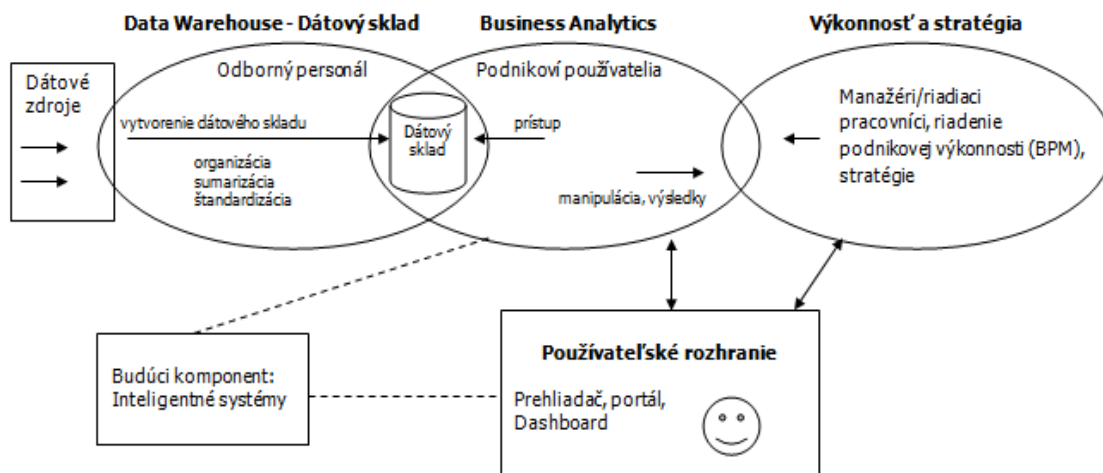 Data Warehouse - Dátový sklad
Business Analytics
Výkonnosť a stratégia
Dátové
zdroje
Odborný personál
vytvorenie dátového skladu
organizácia
sumarizácia
štandardizácia
Dátový
sklad
Podnikoví používatelia
prístup
manipulácia, výsledky
Manažéri/riadiaci
pracovníci, riadenie
podnikovej výkonnosti (BPM),
stratégie
Budúci komponent:
Inteligentné systémy
Používateľské rozhranie
Prehliadač, portál,
Dashboard